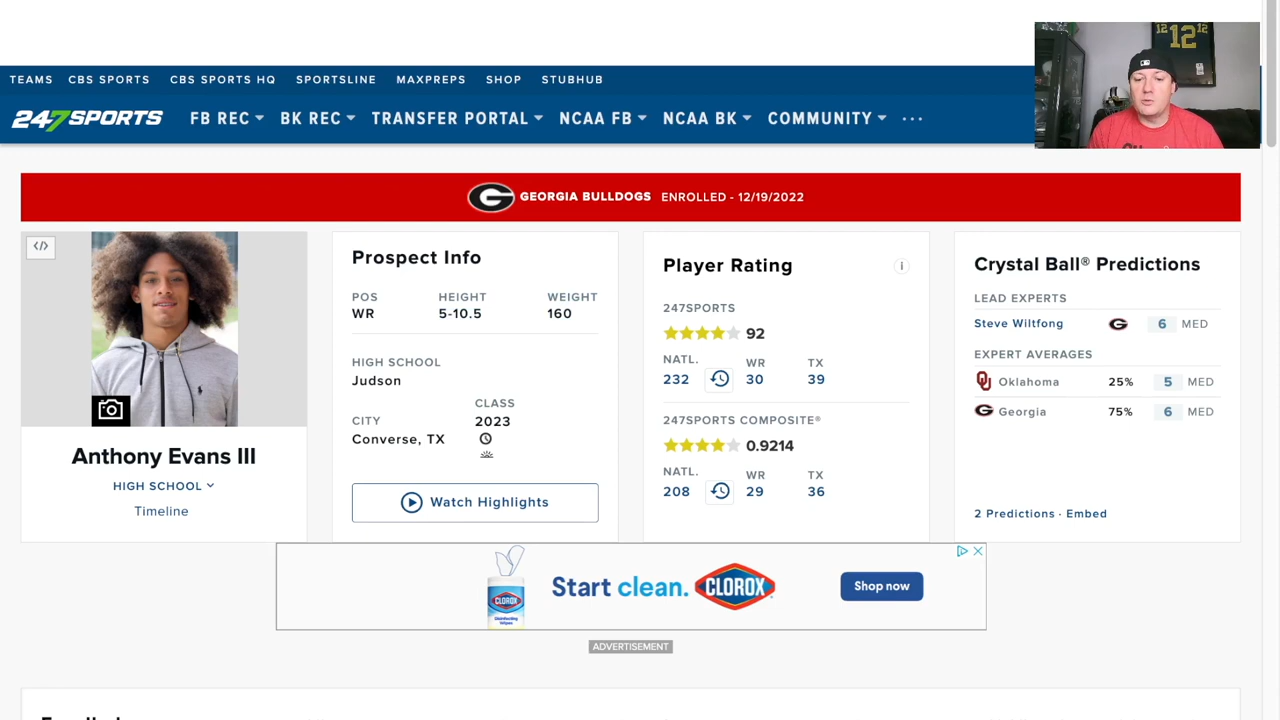 12 12 12
TEAMS CBS SPORTS CBS SPORTS HQ SPORTSLINE MAXPREPS SHOP STUBHUB
247SPORTS FB REC BK REC TRANSFER PORTAL NCAA FB NCAA BK COMMUNITY ...
G GEORGIA BULLDOGS ENROLLED - 12/19/2022
</>
Anthony Evans III
HIGH SCHOOL
Timeline
Prospect Info
POS HEIGHT WEIGHT
WR 5-10.5 160
HIGH SCHOOL
Judson
CITY
Converse, TX
CLASS
2023
Watch Highlights
Player Rating i
247SPORTS
92
NATL. WR TX
232 30 39
247SPORTS COMPOSITE®
0.9214
NATL. WR TX
208 29 36
Crystal Ball® Predictions
LEAD EXPERTS
Steve Wiltfong G 6 MED
EXPERT AVERAGES
OU Oklahoma 25% 5 MED
G Georgia 75% 6 MED
2 Predictions · Embed
CLOROX Start clean. CLOROX Shop now
ADVERTISEMENT